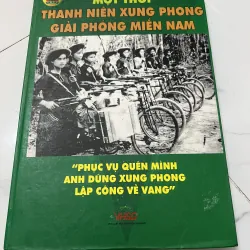 MỘT THỜI
THANH NIÊN XUNG PHONG
GIẢI PHÓNG MIỀN NAM
"PHỤC VỤ QUÊN MÌNH
ANH DŨNG XUNG PHONG
LẬP CÔNG VẺ VANG"